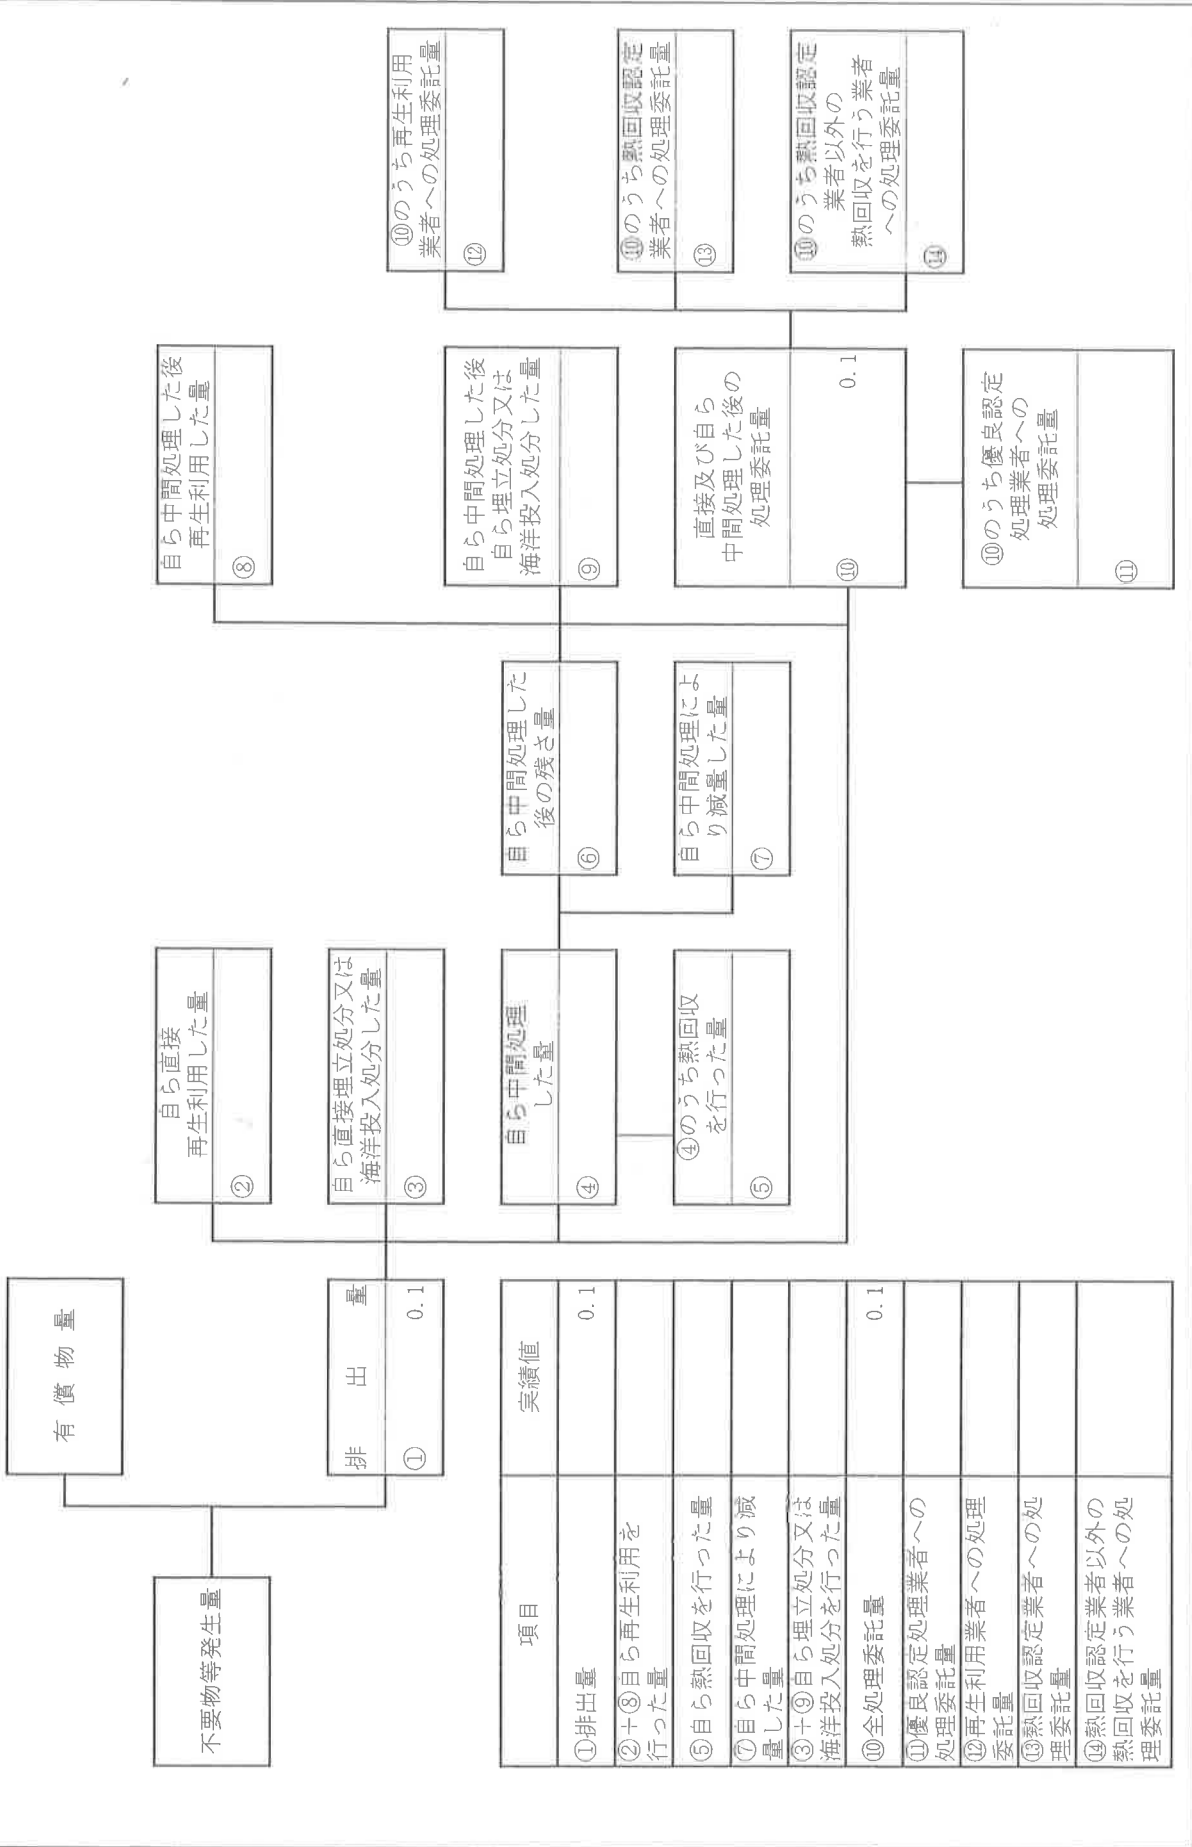 不要物等発生量
有償物量
排出量
①
0.1
自ら直接
再生利用した量
②
自ら直接埋立処分又は
海洋投入処分した量
③
自ら中間処理
した量
④
④のうち熱回収
を行った量
⑤
自ら中間処理した
後の残さ量
⑥
自ら中間処理によ
り減量した量
⑦
自ら中間処理した後
再生利用した量
⑧
自ら中間処理した後
自ら埋立処分又は
海洋投入処分した量
⑨
直接及び自ら
中間処理した後の
処理委託量
⑩
0.1
⑩のうち優良認定
処理業者への
処理委託量
⑪
⑩のうち再生利用
業者への処理委託量
⑫
⑩のうち熱回収認定
業者への処理委託量
⑬
⑩のうち熱回収認定
業者以外の
熱回収を行う業者
への処理委託量
⑭
項目
実績値
①排出量
0.1
②+⑧自ら再生利用を
行った量
⑤自ら熱回収を行った量
⑦自ら中間処理により減
量した量
③+⑨自ら埋立処分又は
海洋投入処分を行った量
⑩全処理委託量
0.1
⑪優良認定処理業者への
処理委託量
⑫再生利用業者への処理
委託量
⑬熱回収認定業者への処
理委託量
⑭熱回収認定業者以外の
熱回収を行う業者への処
理委託量